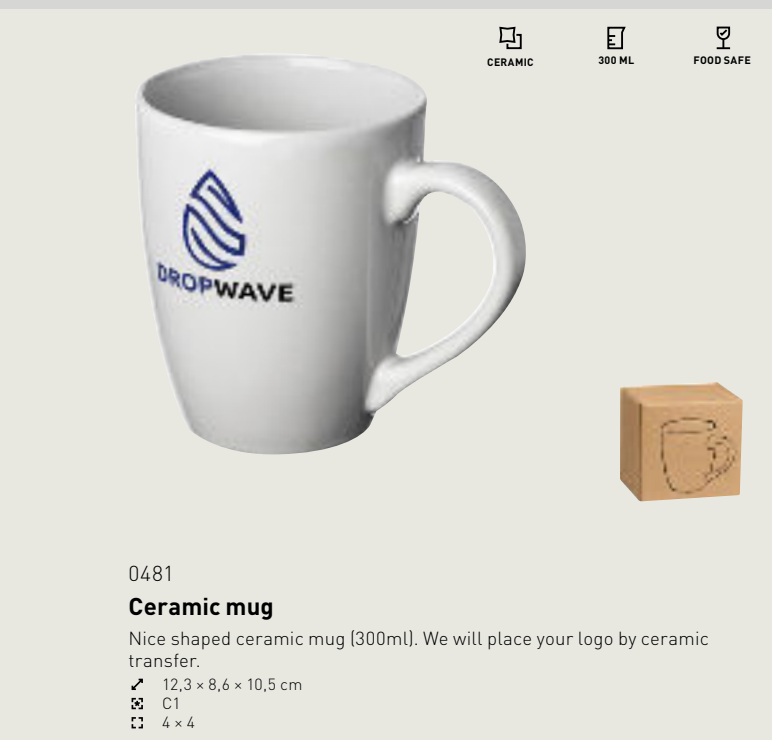 CERAMIC
300 ML
FOOD SAFE
DROPWAVE
0481
Ceramic mug
Nice shaped ceramic mug (300ml). We will place your logo by ceramic
transfer.
12,3 × 8,6 × 10,5 cm
C1
4 × 4